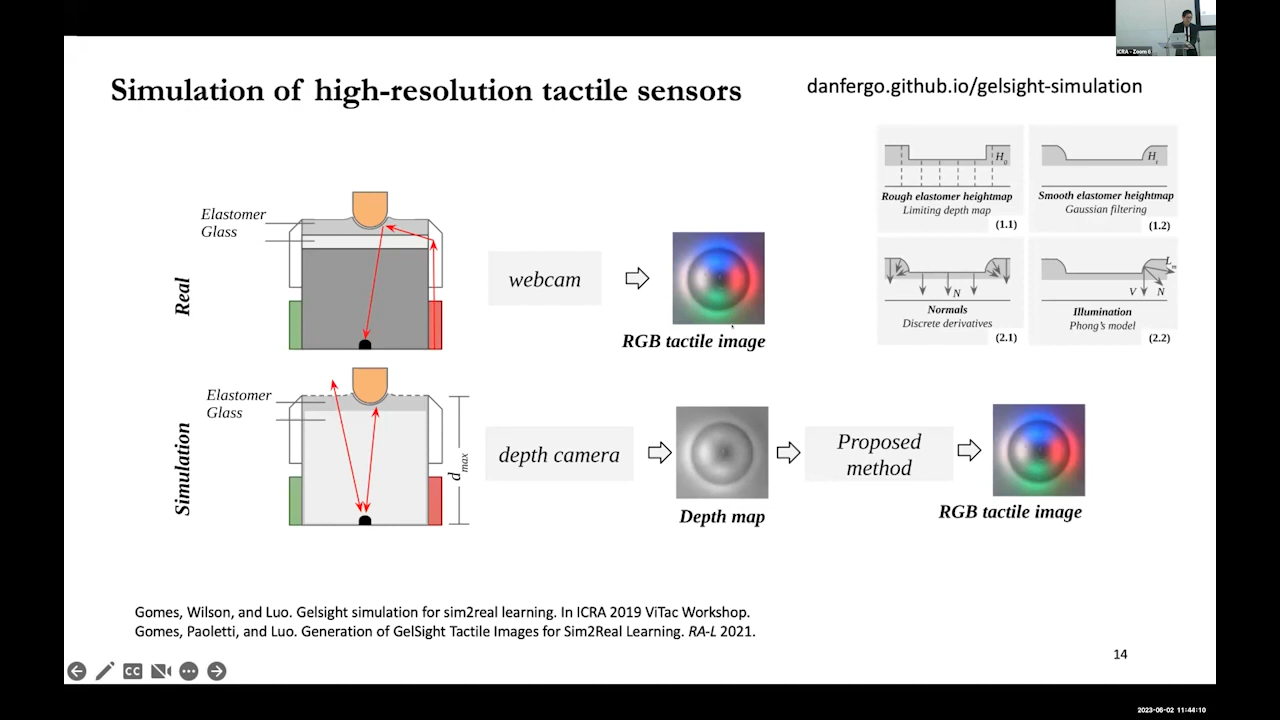 ICRA - Zoom 6
Simulation of high-resolution tactile sensors
danfergo.github.io/gelsight-simulation
Real
Elastomer
Glass
webcam
RGB tactile image
H₀
Rough elastomer heightmap
Limiting depth map
(1.1)
Smooth elastomer heightmap
Gaussian filtering
(1.2)
N
Normals
Discrete derivatives
(2.1)
V
N
Illumination
Phong's model
(2.2)
Simulation
Elastomer
Glass
d max
depth camera
Depth map
Proposed
method
RGB tactile image
Gomes, Wilson, and Luo. Gelsight simulation for sim2real learning. In ICRA 2019 ViTac Workshop.
Gomes, Paoletti, and Luo. Generation of GelSight Tactile Images for Sim2Real Learning. RA-L 2021.
14
CC
2023-06-02 11:44:10